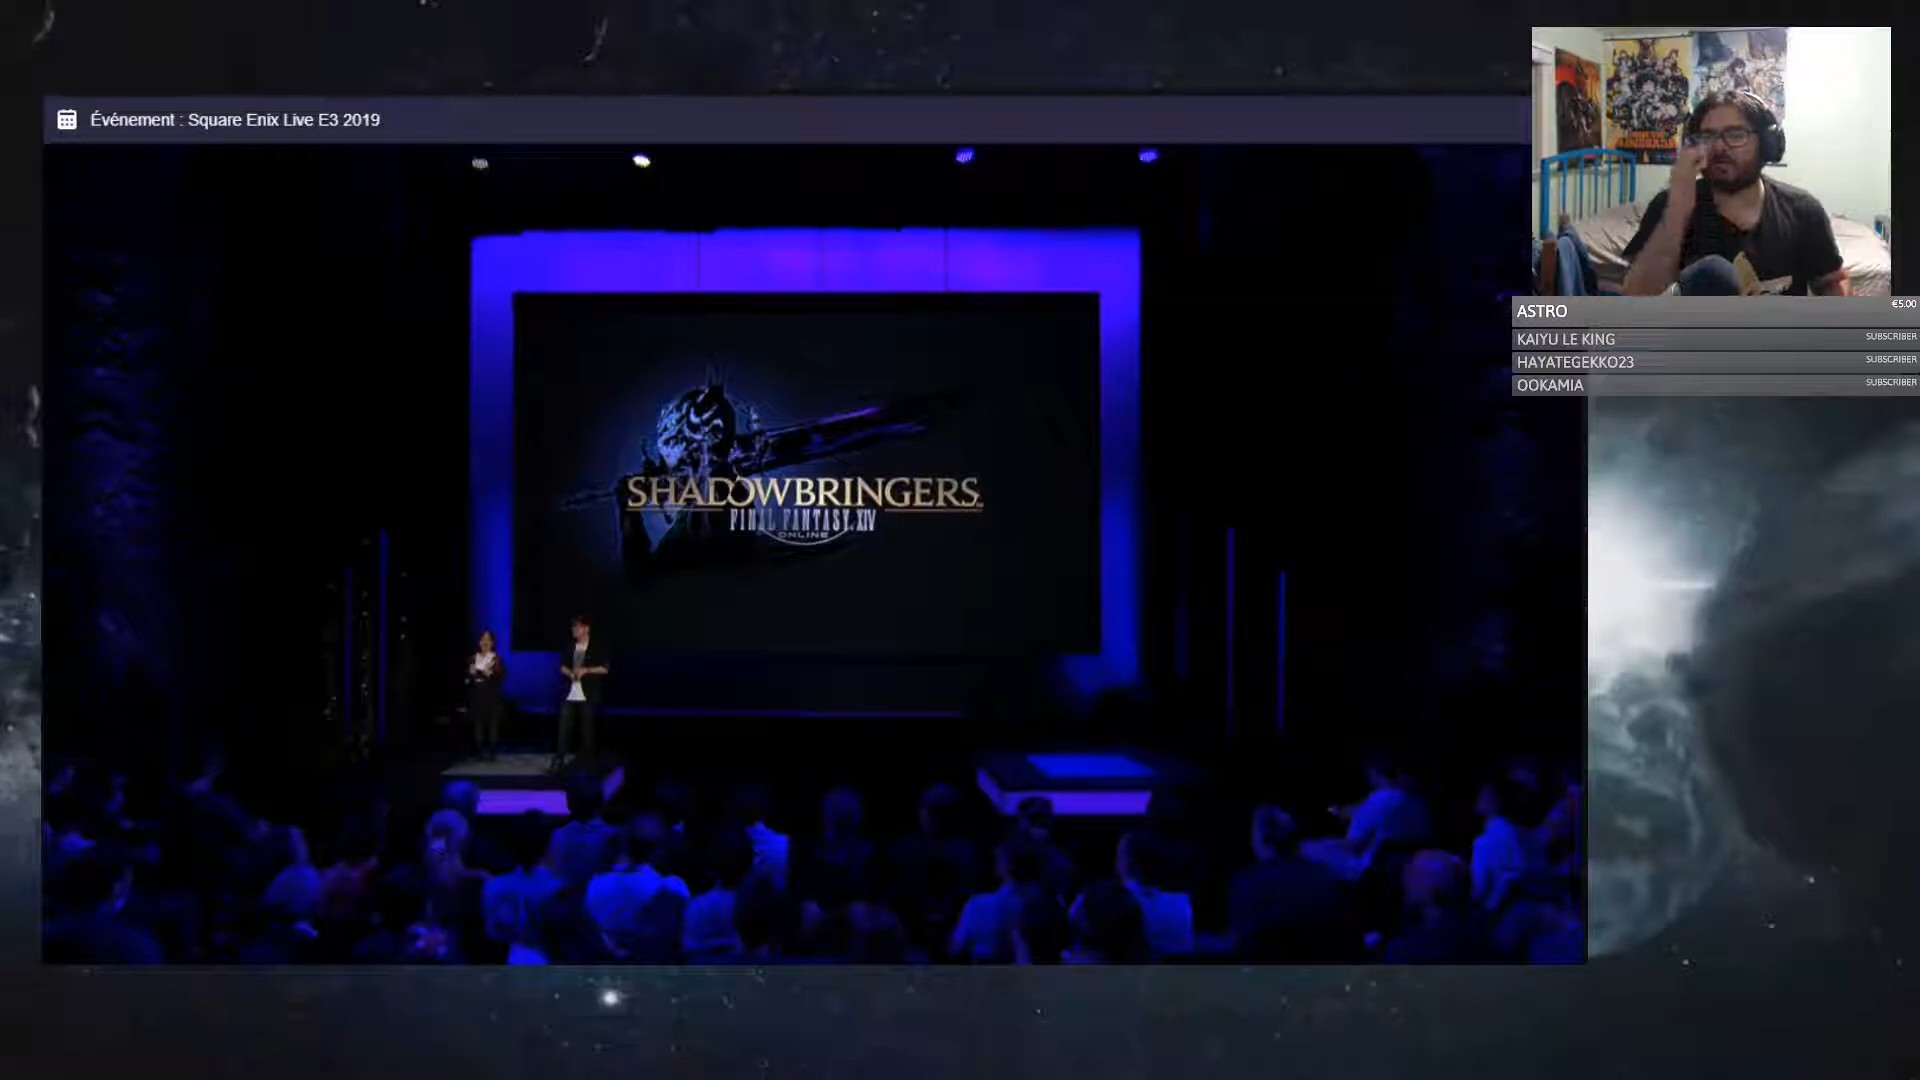 Événement : Square Enix Live E3 2019
SHADOWBRINGERS
FINAL FANTASY XIV
ONLINE
ASTRO
€5.00
KAIYU LE KING
SUBSCRIBER
HAYATEGEKKO23
SUBSCRIBER
OOKAMIA
SUBSCRIBER